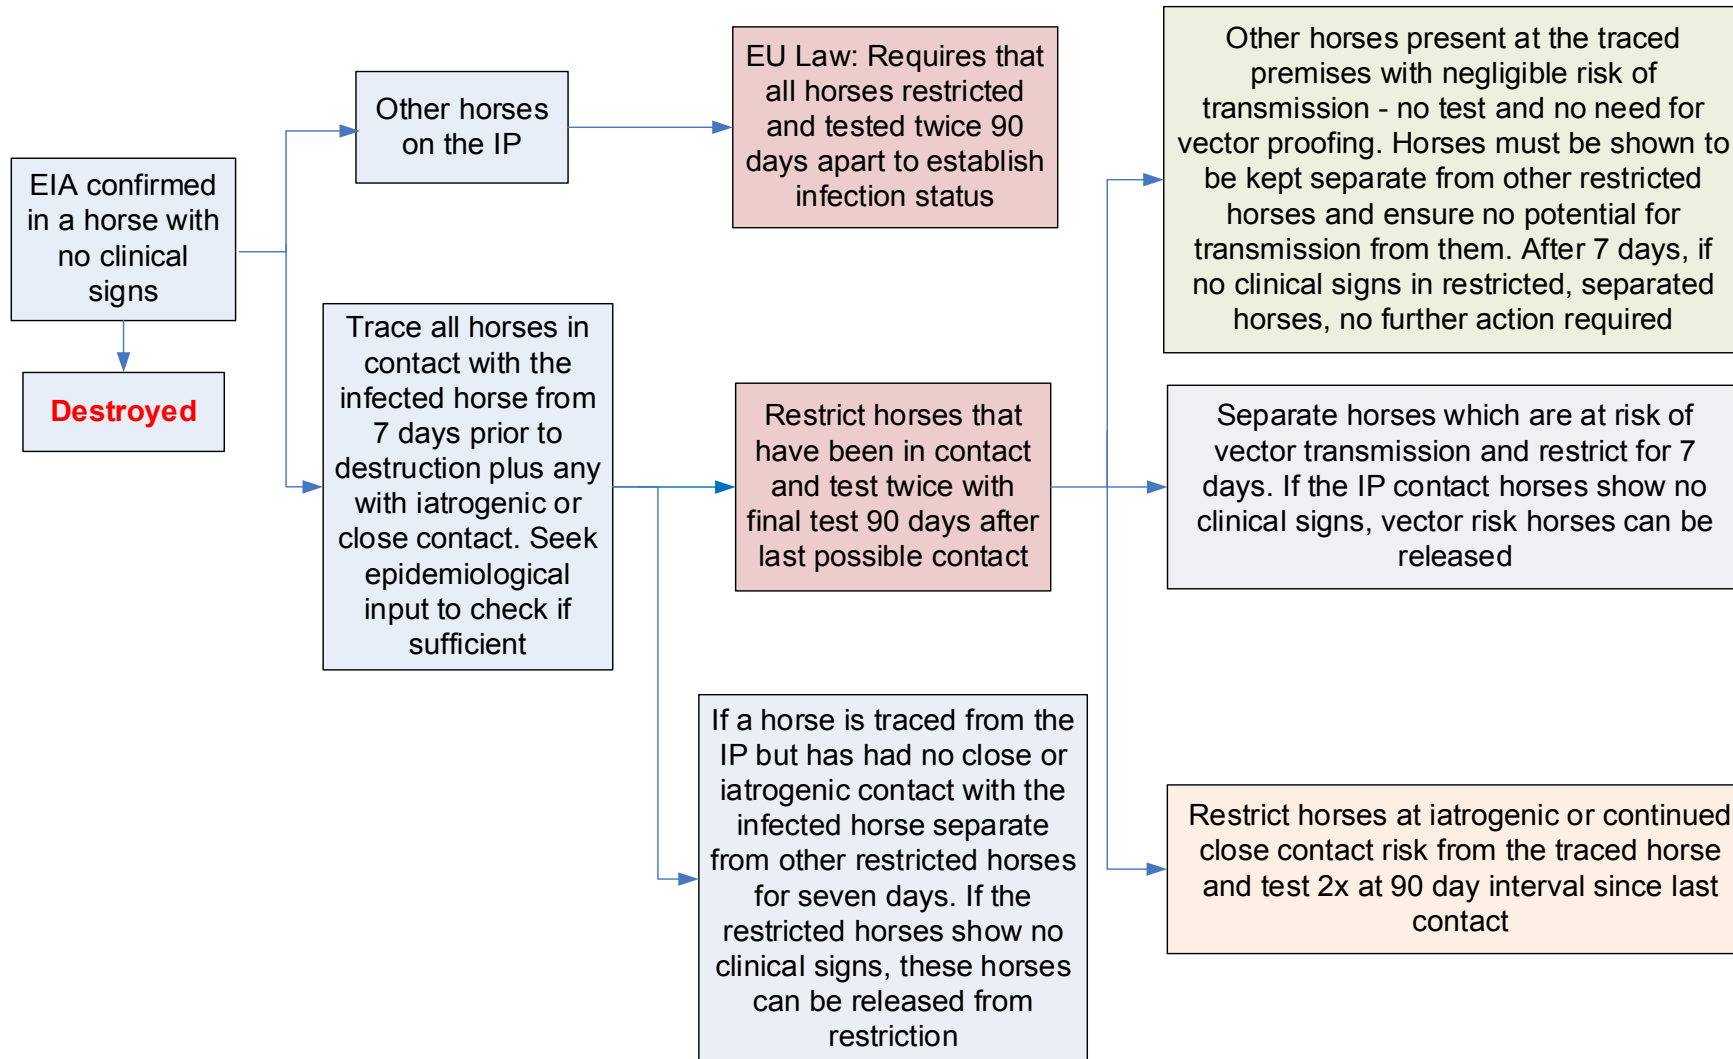 EIA confirmed
in a horse with
no clinical
signs
Destroyed
Other horses
on the IP
EU Law: Requires that
all horses restricted
and tested twice 90
days apart to establish
infection status
Trace all horses in
contact with the
infected horse from
7 days prior to
destruction plus any
with iatrogenic or
close contact. Seek
epidemiological
input to check if
sufficient
Restrict horses that
have been in contact
and test twice with
final test 90 days after
last possible contact
If a horse is traced from the
IP but has had no close or
iatrogenic contact with the
infected horse separate
from other restricted horses
for seven days. If the
restricted horses show no
clinical signs, these horses
can be released from
restriction
Other horses present at the traced
premises with negligible risk of
transmission - no test and no need for
vector proofing. Horses must be shown to
be kept separate from other restricted
horses and ensure no potential for
transmission from them. After 7 days, if
no clinical signs in restricted, separated
horses, no further action required
Separate horses which are at risk of
vector transmission and restrict for 7
days. If the IP contact horses show no
clinical signs, vector risk horses can be
released
Restrict horses at iatrogenic or continued
close contact risk from the traced horse
and test 2x at 90 day interval since last
contact